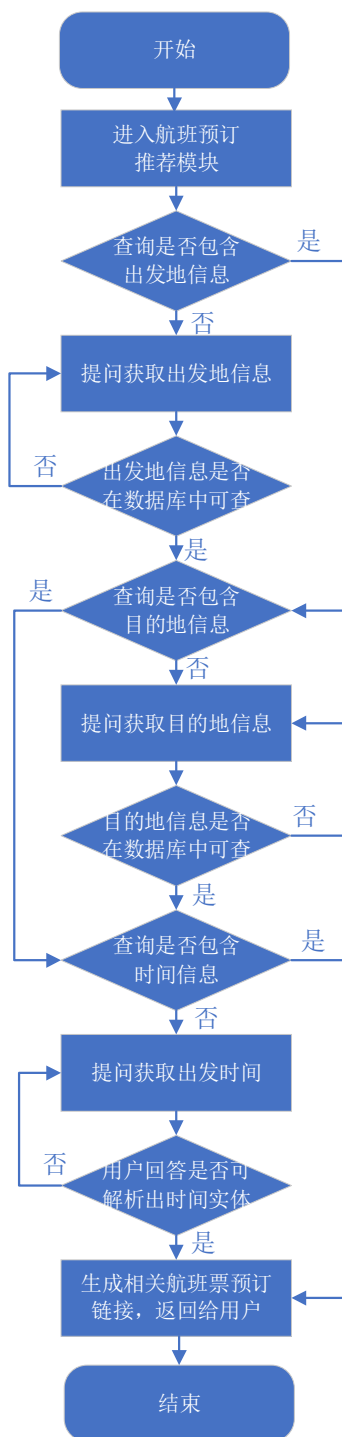 开始
进入航班预订
推荐模块
查询是否包含
出发地信息
是
否
提问获取出发地信息
否
出发地信息是否
在数据库中可查
是
是
查询是否包含
目的地信息
否
提问获取目的地信息
目的地信息是否
在数据库中可查
否
是
查询是否包含
时间信息
是
否
提问获取出发时间
否
用户回答是否可
解析出时间实体
是
生成相关航班票预订
链接，返回给用户
结束